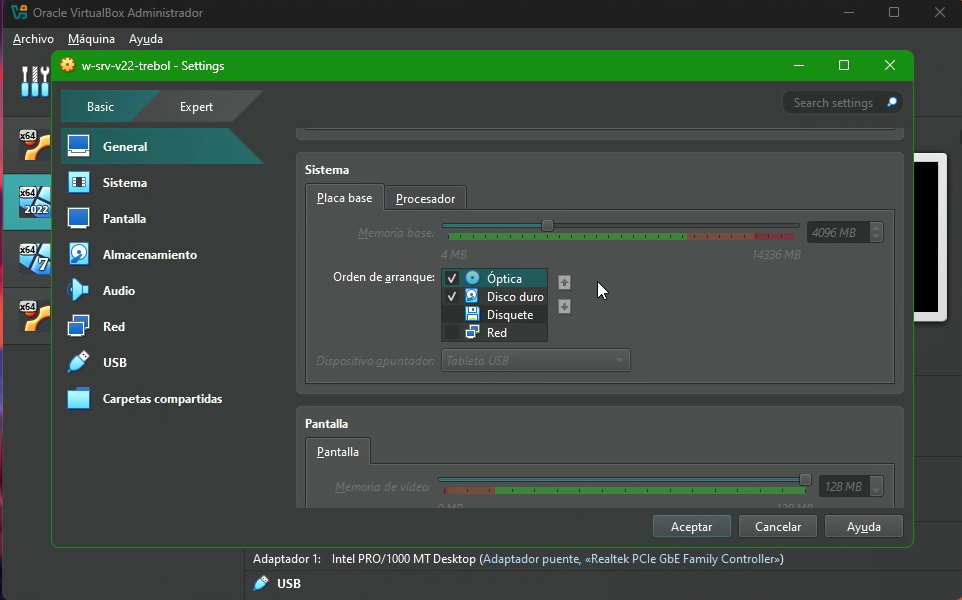 Oracle VirtualBox Administrador
Archivo Máquina Ayuda
w-srv-v22-trebol - Settings
Basic Expert Search settings
x64
General
Sistema
Sistema
Placa base Procesador
Pantalla
x64
2022
Memoria base: 4096 MB
4 MB 14336 MB
Almacenamiento
x64
7
Orden de arranque: Óptica
Disco duro
Disquete
Red
Audio
Red
x64
Dispositivo apuntador: Tableta USB
USB
Carpetas compartidas
Pantalla
Pantalla
Memoria de vídeo: 128 MB
0 MB 128 MB
Aceptar Cancelar Ayuda
Adaptador 1: Intel PRO/1000 MT Desktop (Adaptador puente, «Realtek PCIe GbE Family Controller»)
USB